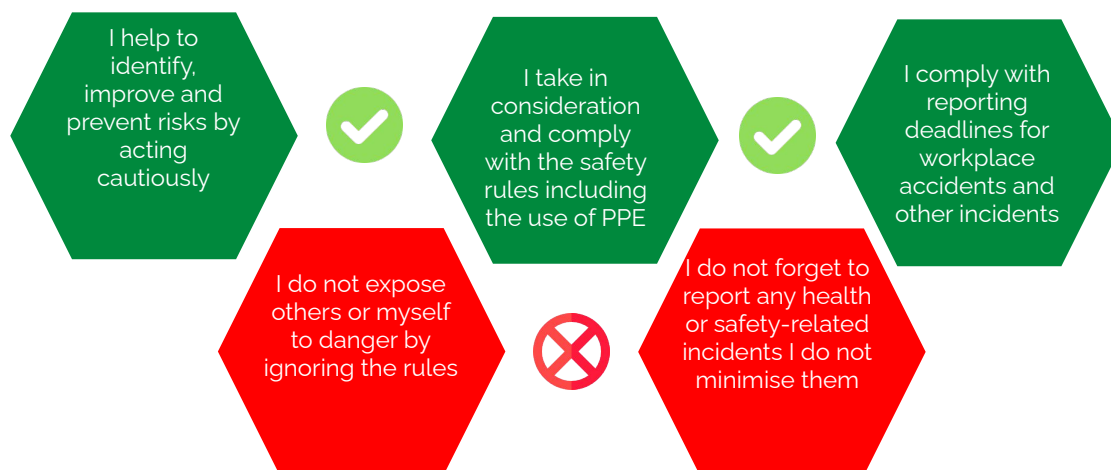 I help to
identify,
improve and
prevent risks by
acting
cautiously
I take in
consideration
and comply
with the safety
rules including
the use of PPE
I comply with
reporting
deadlines for
workplace
accidents and
other incidents
I do not expose
others or myself
to danger by
ignoring the rules
I do not forget to
report any health
or safety-related
incidents I do not
minimise them